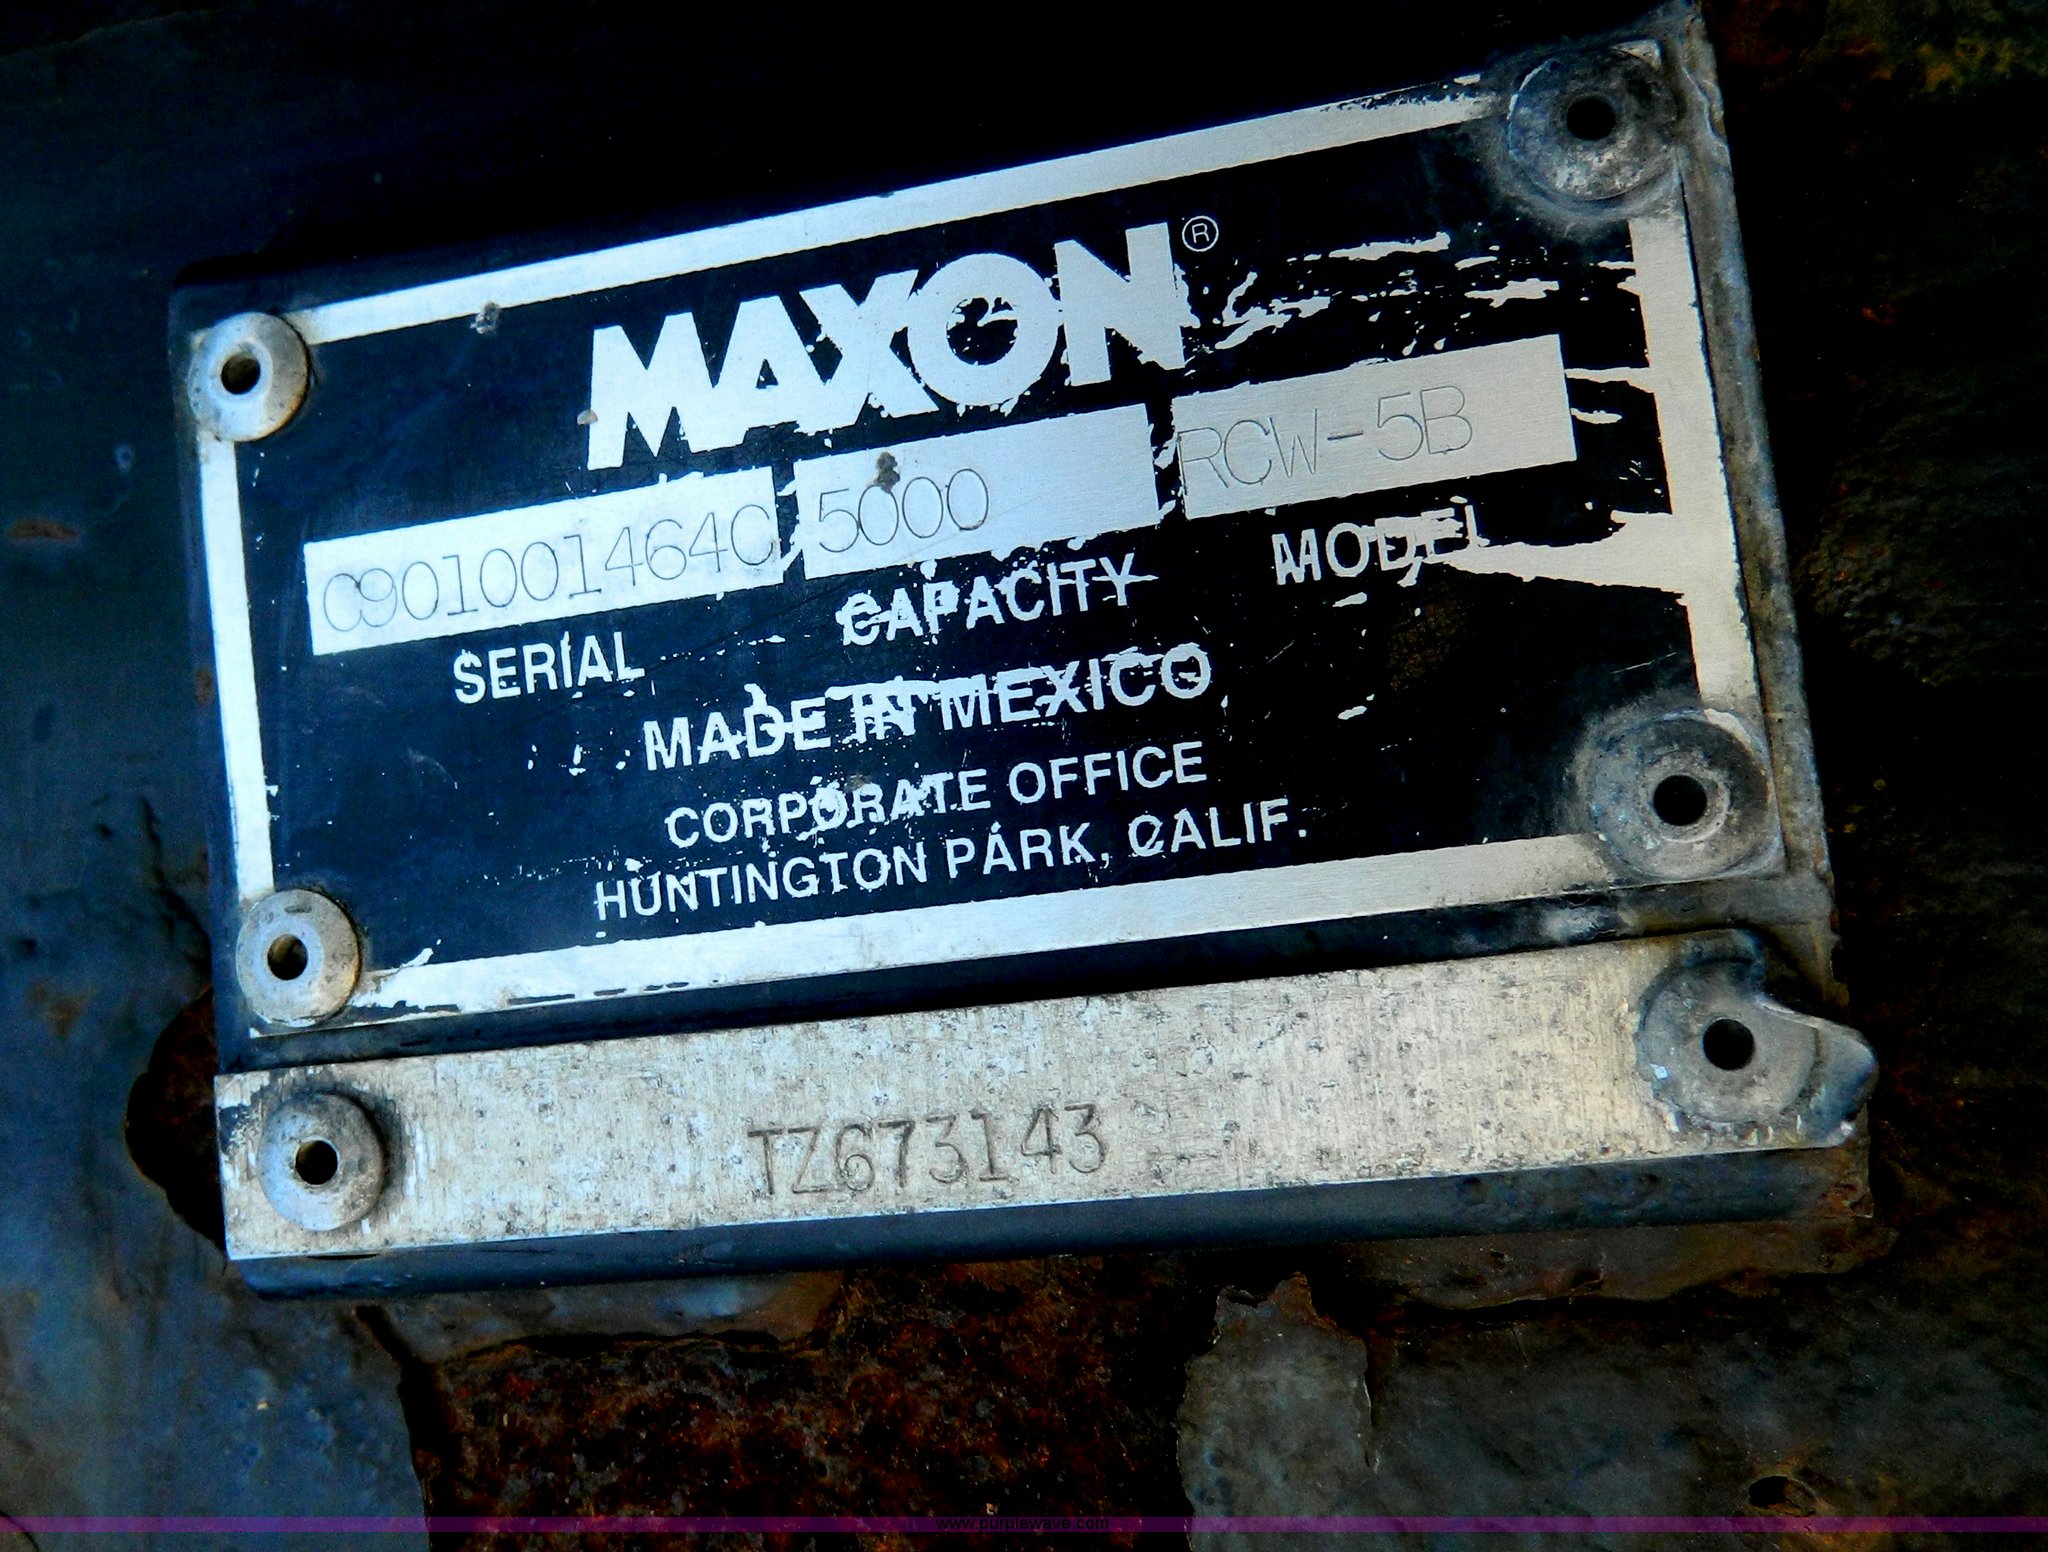 MAXON®
C901001464C 5000 RCW-5B
SERIAL CAPACITY MODEL
MADE IN MEXICO
CORPORATE OFFICE
HUNTINGTON PARK, CALIF.
TZ673143
www.purplewave.com